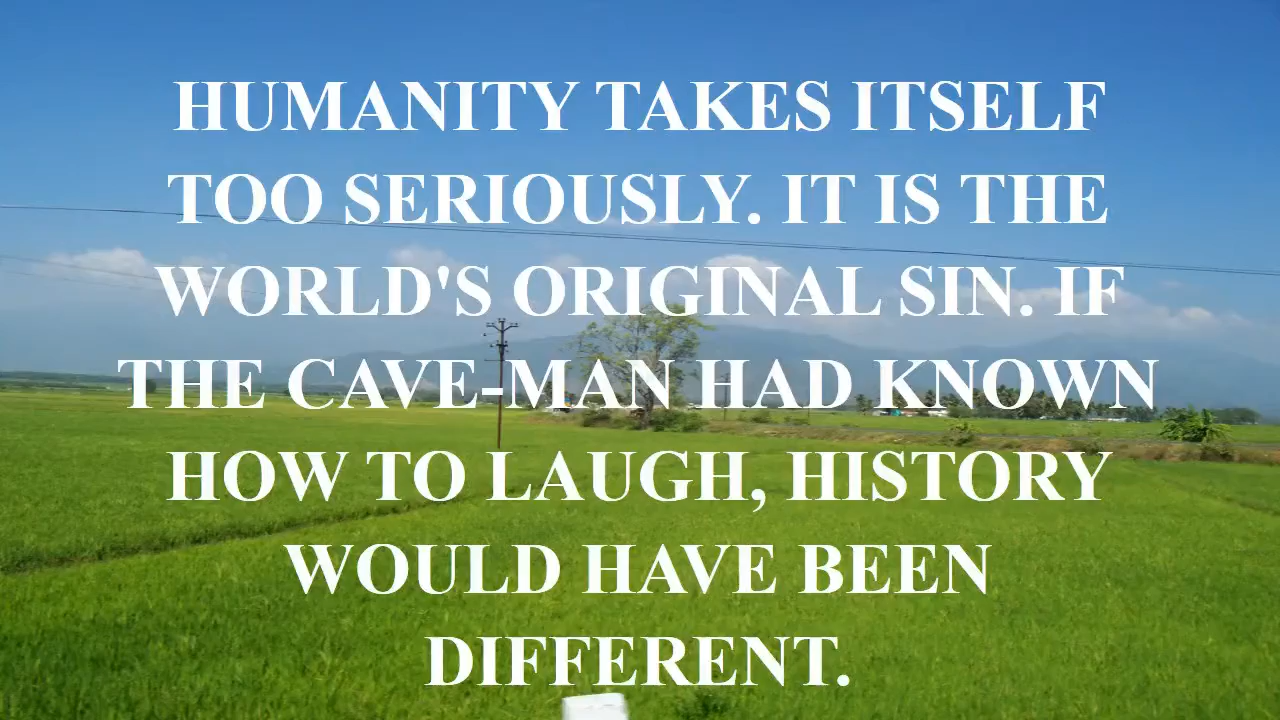 HUMANITY TAKES ITSELF
TOO SERIOUSLY. IT IS THE
WORLD'S ORIGINAL SIN. IF
THE CAVE-MAN HAD KNOWN
HOW TO LAUGH, HISTORY
WOULD HAVE BEEN
DIFFERENT.